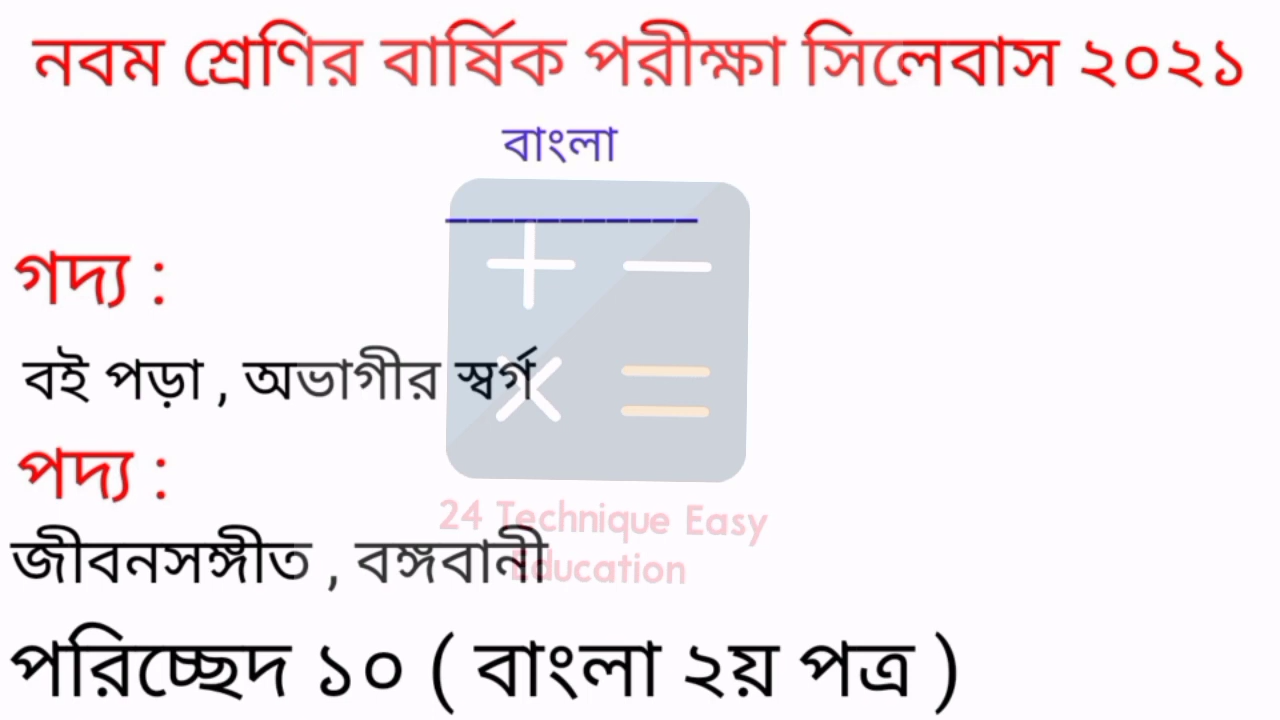 নবম শ্রেণির বার্ষিক পরীক্ষা সিলেবাস ২০২১
বাংলা
___________
গদ্য :
বই পড়া , অভাগীর স্বর্গ
পদ্য :
24 Technique Easy
Education
জীবনসঙ্গীত , বঙ্গবানী
পরিচ্ছেদ ১০ ( বাংলা ২য় পত্র )